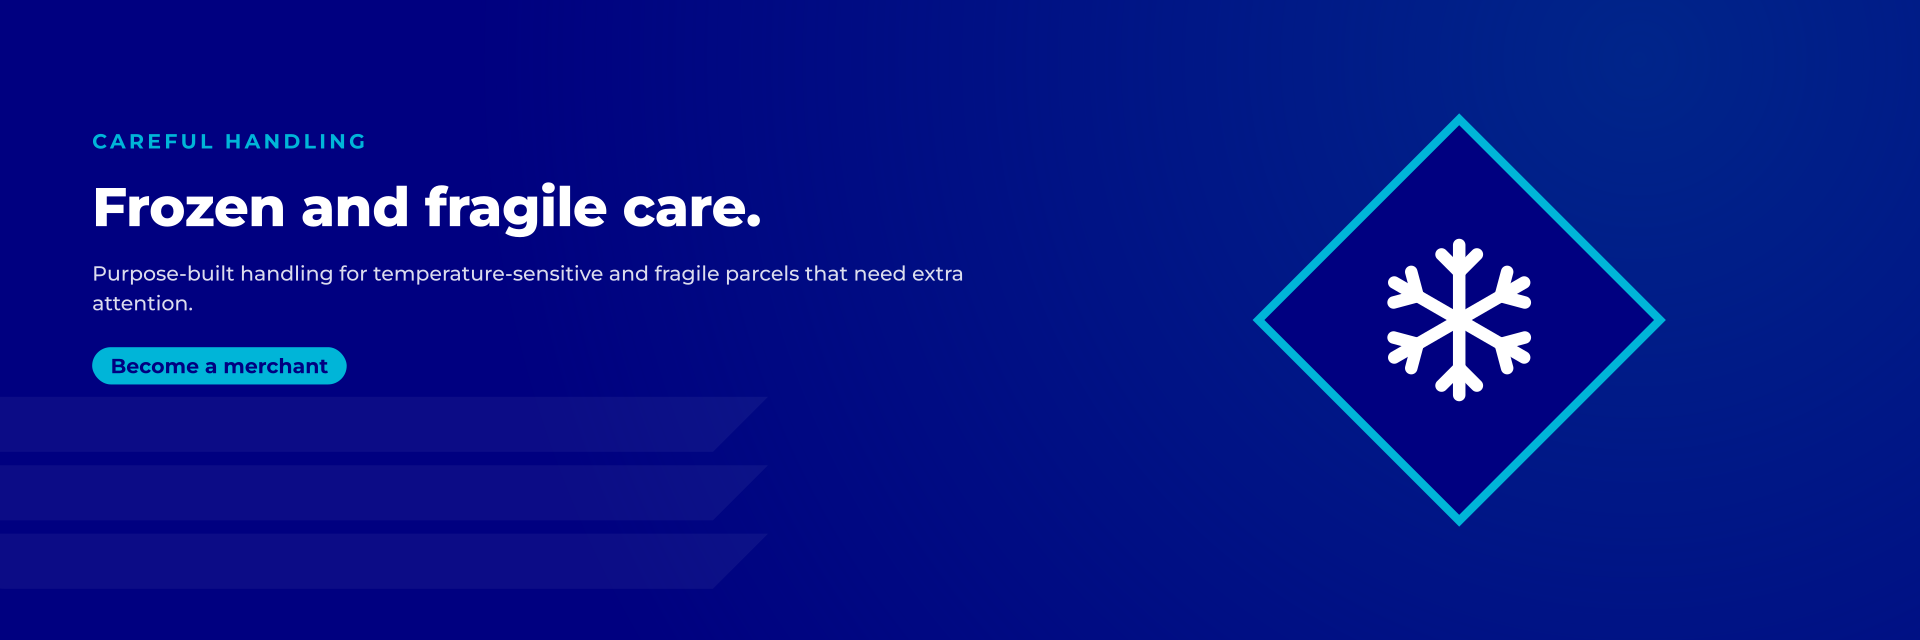 CAREFUL HANDLING
Frozen and fragile care.
Purpose-built handling for temperature-sensitive and fragile parcels that need extra
attention.
Become a merchant